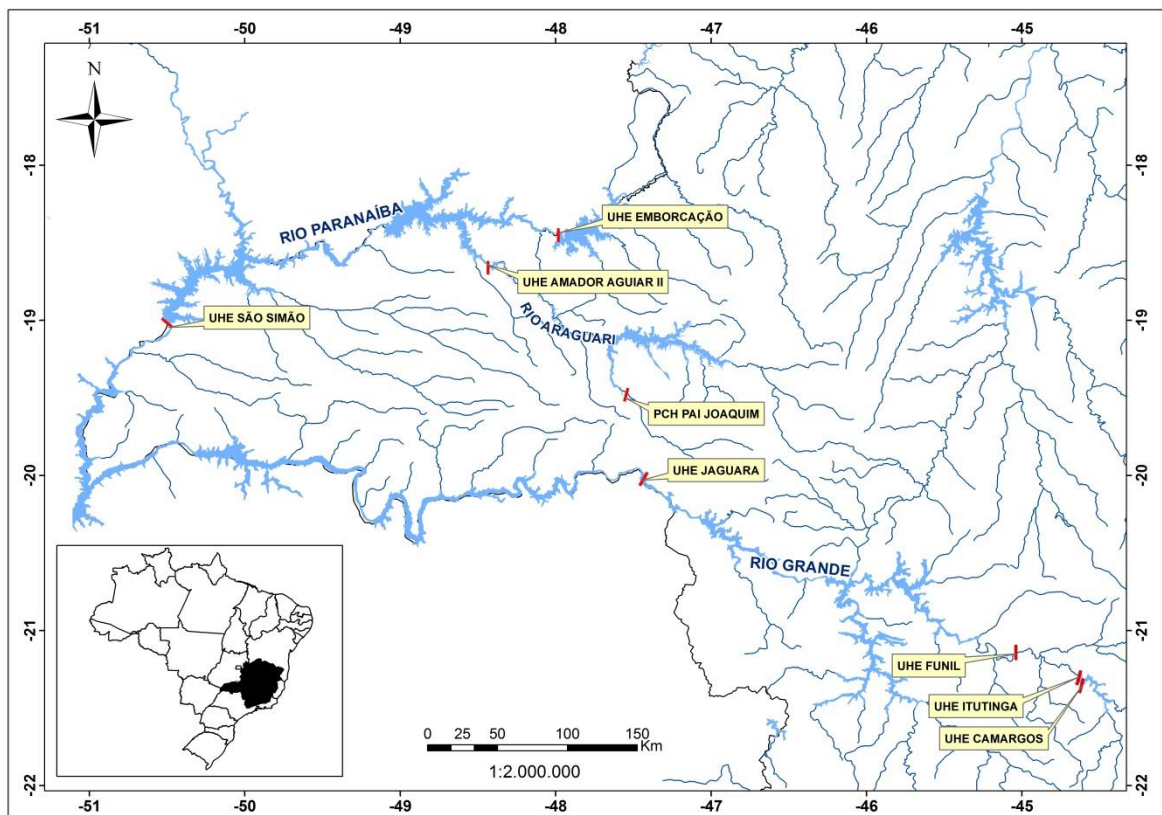 -51 -50 -49 -48 -47 -46 -45
N
-18 -18
RIO PARANAÍBA
UHE EMBORCAÇÃO
UHE AMADOR AGUIAR II
-19 -19
UHE SÃO SIMÃO
RIO ARAGUARI
PCH PAI JOAQUIM
-20 -20
UHE JAGUARA
RIO GRANDE
-21 -21
UHE FUNIL
UHE ITUTINGA
UHE CAMARGOS
0 25 50 100 150
Km
1:2.000.000
-22 -22
-51 -50 -49 -48 -47 -46 -45